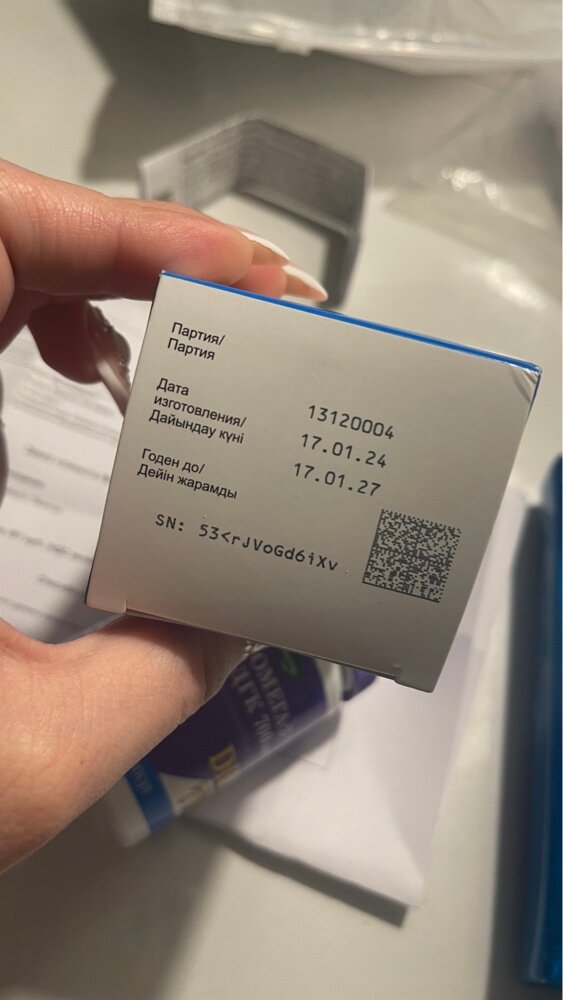 Партия/
Партия
13120004
Дата
изготовления/
Дайындау күні
17.01.24
Годен до/
Дейін жарамды
17.01.27
SN: 53<rJVoGd6iXv